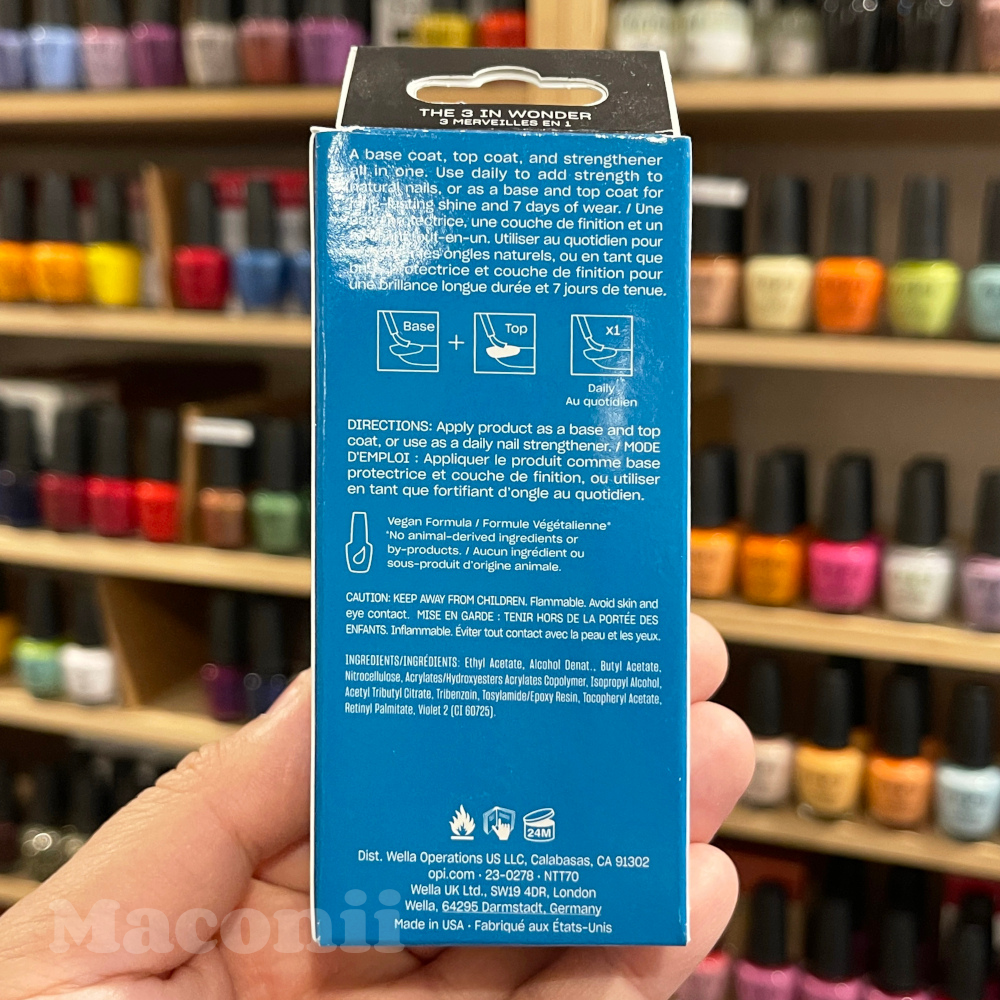 THE 3 IN WONDER
3 MERVEILLES EN 1
A base coat, top coat, and strengthener
all in one. Use daily to add strength to
natural nails, or as a base and top coat for
long-lasting shine and 7 days of wear. / Une
base protectrice, une couche de finition et un
tout-en-un. Utiliser au quotidien pour
les ongles naturels, ou en tant que
base protectrice et couche de finition pour
une brillance longue durée et 7 jours de tenue.
Base + Top x1
Daily
Au quotidien
DIRECTIONS: Apply product as a base and top
coat, or use as a daily nail strengthener. / MODE
D'EMPLOI : Appliquer le produit comme base
protectrice et couche de finition, ou utiliser
en tant que fortifiant d'ongle au quotidien.
Vegan Formula / Formule Végétalienne*
*No animal-derived ingredients or
by-products. / Aucun ingrédient ou
sous-produit d'origine animale.
CAUTION: KEEP AWAY FROM CHILDREN. Flammable. Avoid skin and
eye contact. MISE EN GARDE : TENIR HORS DE LA PORTÉE DES
ENFANTS. Inflammable. Éviter tout contact avec la peau et les yeux.
INGREDIENTS/INGRÉDIENTS: Ethyl Acetate, Alcohol Denat., Butyl Acetate,
Nitrocellulose, Acrylates/Hydroxyesters Acrylates Copolymer, Isopropyl Alcohol,
Acetyl Tributyl Citrate, Tribenzoin, Tosylamide/Epoxy Resin, Tocopheryl Acetate,
Retinyl Palmitate, Violet 2 (CI 60725).
24M
Dist. Wella Operations US LLC, Calabasas, CA 91302
opi.com · 23-0278 · NTT70
Wella UK Ltd., SW19 4DR, London
Wella, 64295 Darmstadt, Germany
Made in USA · Fabriqué aux États-Unis
Maconii